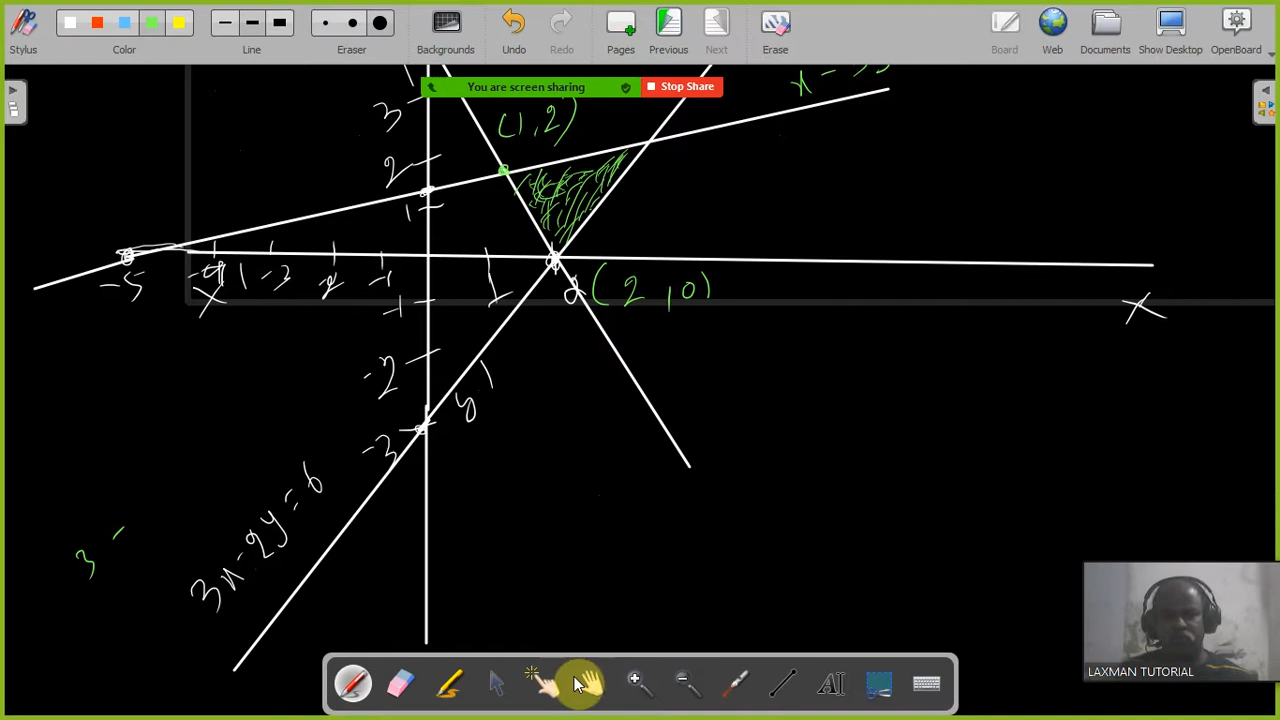 Stylus
Color
Line
Eraser
Backgrounds
Undo
Redo
Pages
Previous
Next
Erase
Board
Web
Documents
Show Desktop
OpenBoard
You are screen sharing
Stop Share
3
(1,2)
2
1
-5
-3
-2
-1
1
2
(2,0)
X
X
-1
-2
y'
-3
3x-2y=6
3
LAXMAN TUTORIAL